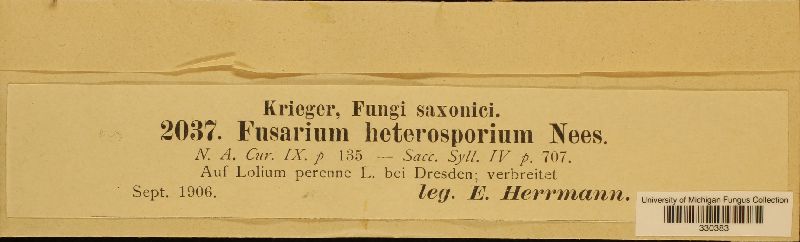 Krieger, Fungi saxonici.
2037. Fusarium heterosporium Nees.
N. A. Cur. IX. p 135 — Sacc. Syll. IV p. 707.
Auf Lolium perenne L. bei Dresden; verbreitet
Sept. 1906. leg. E. Herrmann.
University of Michigan Fungus Collection
330383